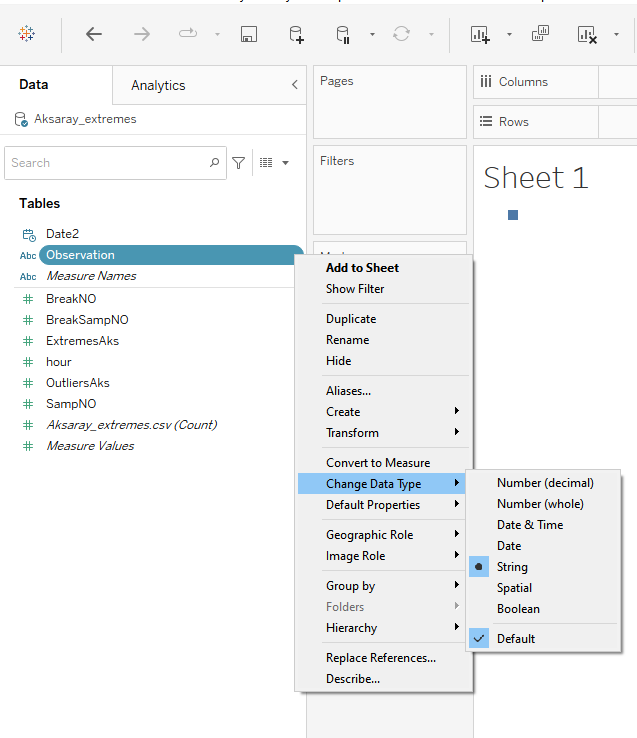 Data
Analytics
Aksaray_extremes
Search
Tables
Date2
Abc Observation
Abc Measure Names
# BreakNO
# BreakSampNO
# ExtremesAks
# hour
# OutliersAks
# SampNO
# Aksaray_extremes.csv (Count)
# Measure Values
Pages
Filters
Columns
Rows
Sheet 1
Add to Sheet
Show Filter
Duplicate
Rename
Hide
Aliases...
Create
Transform
Convert to Measure
Change Data Type
Default Properties
Geographic Role
Image Role
Group by
Folders
Hierarchy
Replace References...
Describe...
Number (decimal)
Number (whole)
Date & Time
Date
String
Spatial
Boolean
Default